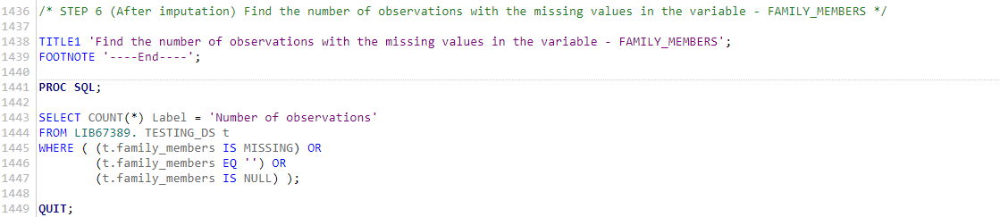 1436 /* STEP 6 (After imputation) Find the number of observations with the missing values in the variable - FAMILY_MEMBERS */
1437
1438 TITLE1 'Find the number of observations with the missing values in the variable - FAMILY_MEMBERS';
1439 FOOTNOTE '----End----';
1440
1441 PROC SQL;
1442
1443 SELECT COUNT(*) Label = 'Number of observations'
1444 FROM LIB67389. TESTING_DS t
1445 WHERE ( (t.family_members IS MISSING) OR
1446         (t.family_members EQ '') OR
1447         (t.family_members IS NULL) );
1448
1449 QUIT;